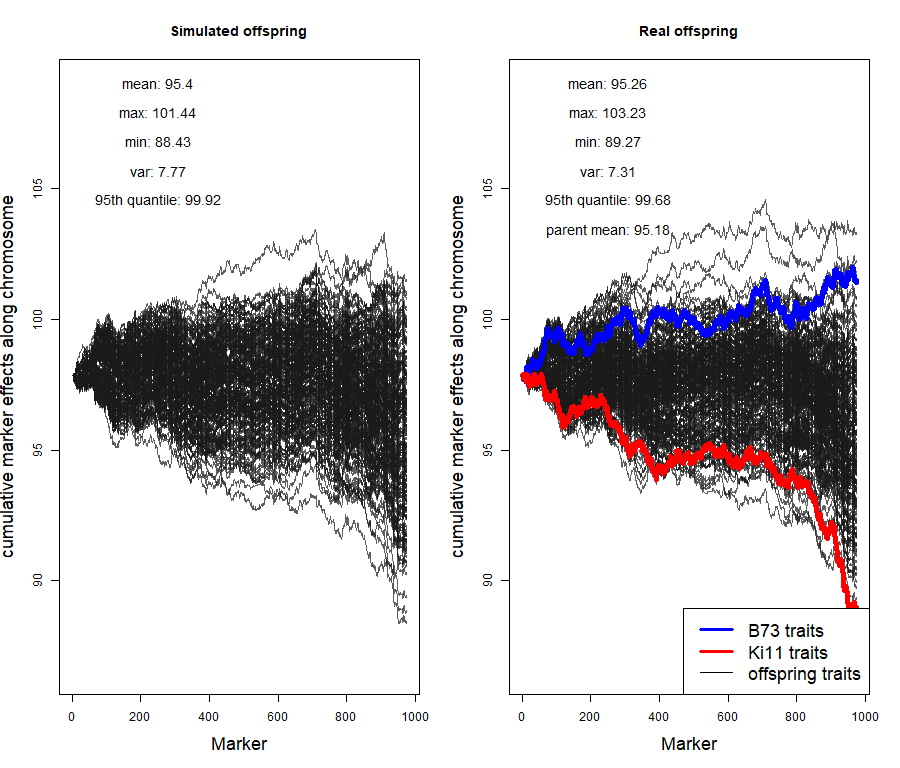 Simulated offspring
mean: 95.4
max: 101.44
min: 88.43
var: 7.77
95th quantile: 99.92
cumulative marker effects along chromosome
105
100
95
90
0 200 400 600 800 1000
Marker
Real offspring
mean: 95.26
max: 103.23
min: 89.27
var: 7.31
95th quantile: 99.68
parent mean: 95.18
cumulative marker effects along chromosome
105
100
95
90
B73 traits
Ki11 traits
offspring traits
0 200 400 600 800 1000
Marker